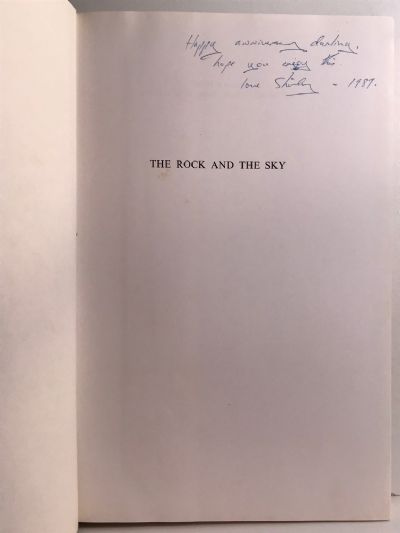 Happy anniversary darling,
hope you enjoy this.
love Shirley - 1987.
THE ROCK AND THE SKY